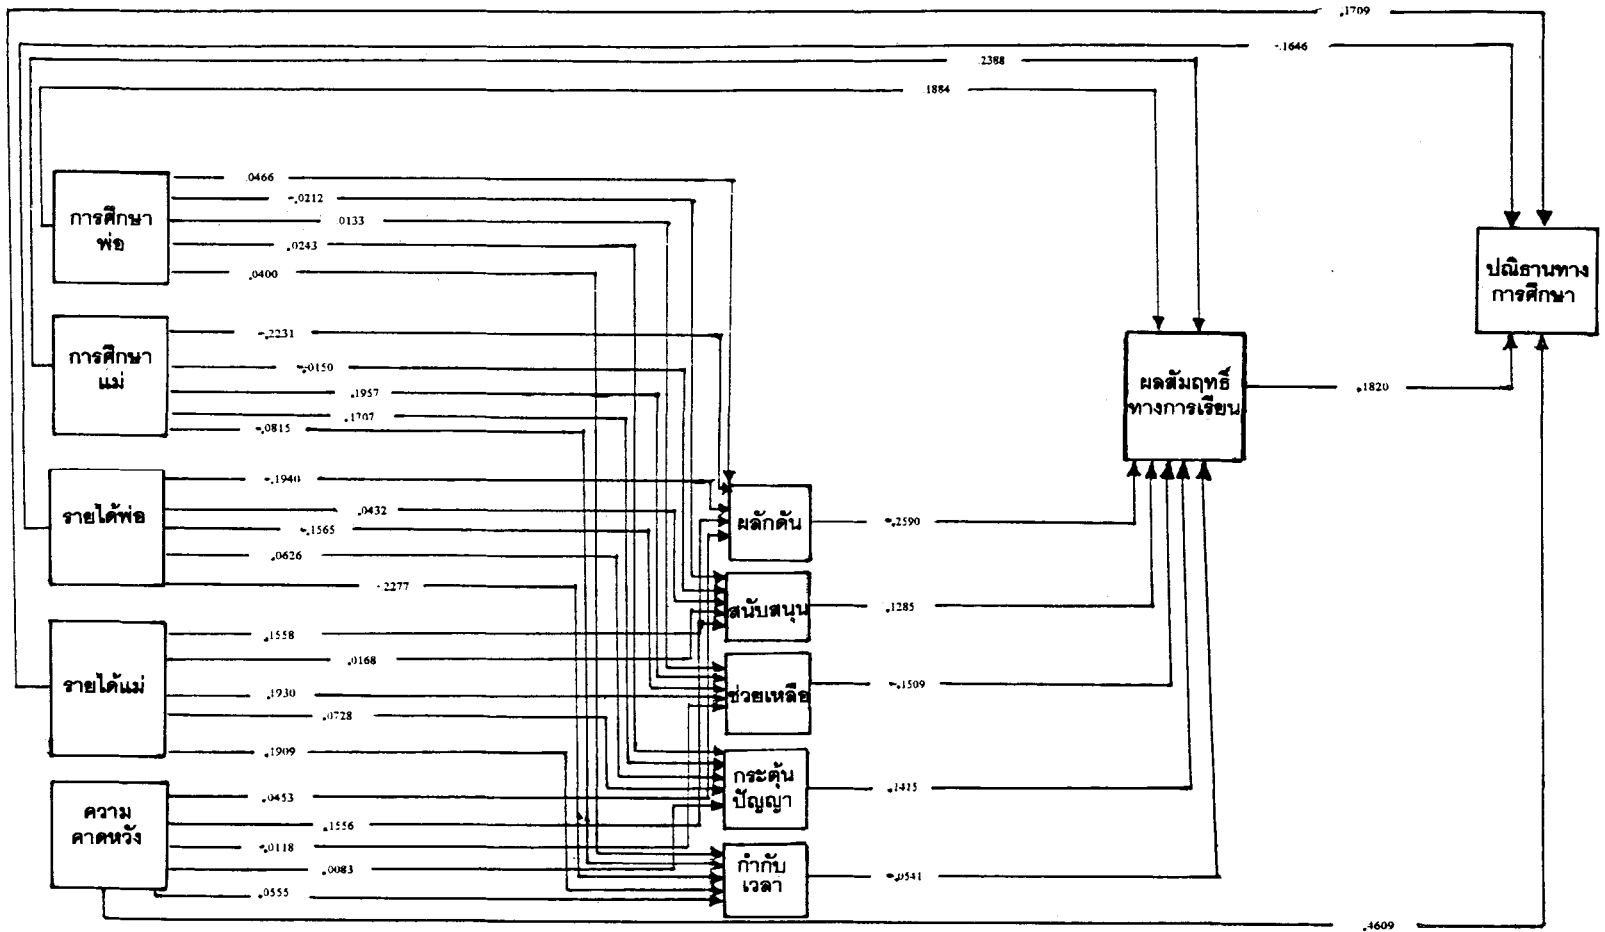 .1709
-.1646
.2388
.1884
.0466
-.0212
.0133
.0243
.0400
การศึกษา
พ่อ
-.2231
-.0150
.1957
.1707
-.0815
การศึกษา
แม่
-.1940
.0432
-.1565
.0626
-.2277
รายได้พ่อ
.1558
.0168
.1930
.0728
.1909
รายได้แม่
.0453
.1556
-.0118
.0083
.0555
ความ
คาดหวัง
ผลักดัน
สนับสนุน
ช่วยเหลือ
กระตุ้น
ปัญญา
กำกับ
เวลา
-.2590
.1285
-.1509
.1415
-.0541
ผลสัมฤทธิ์
ทางการเรียน
.1820
ปณิธานทาง
การศึกษา
.4609